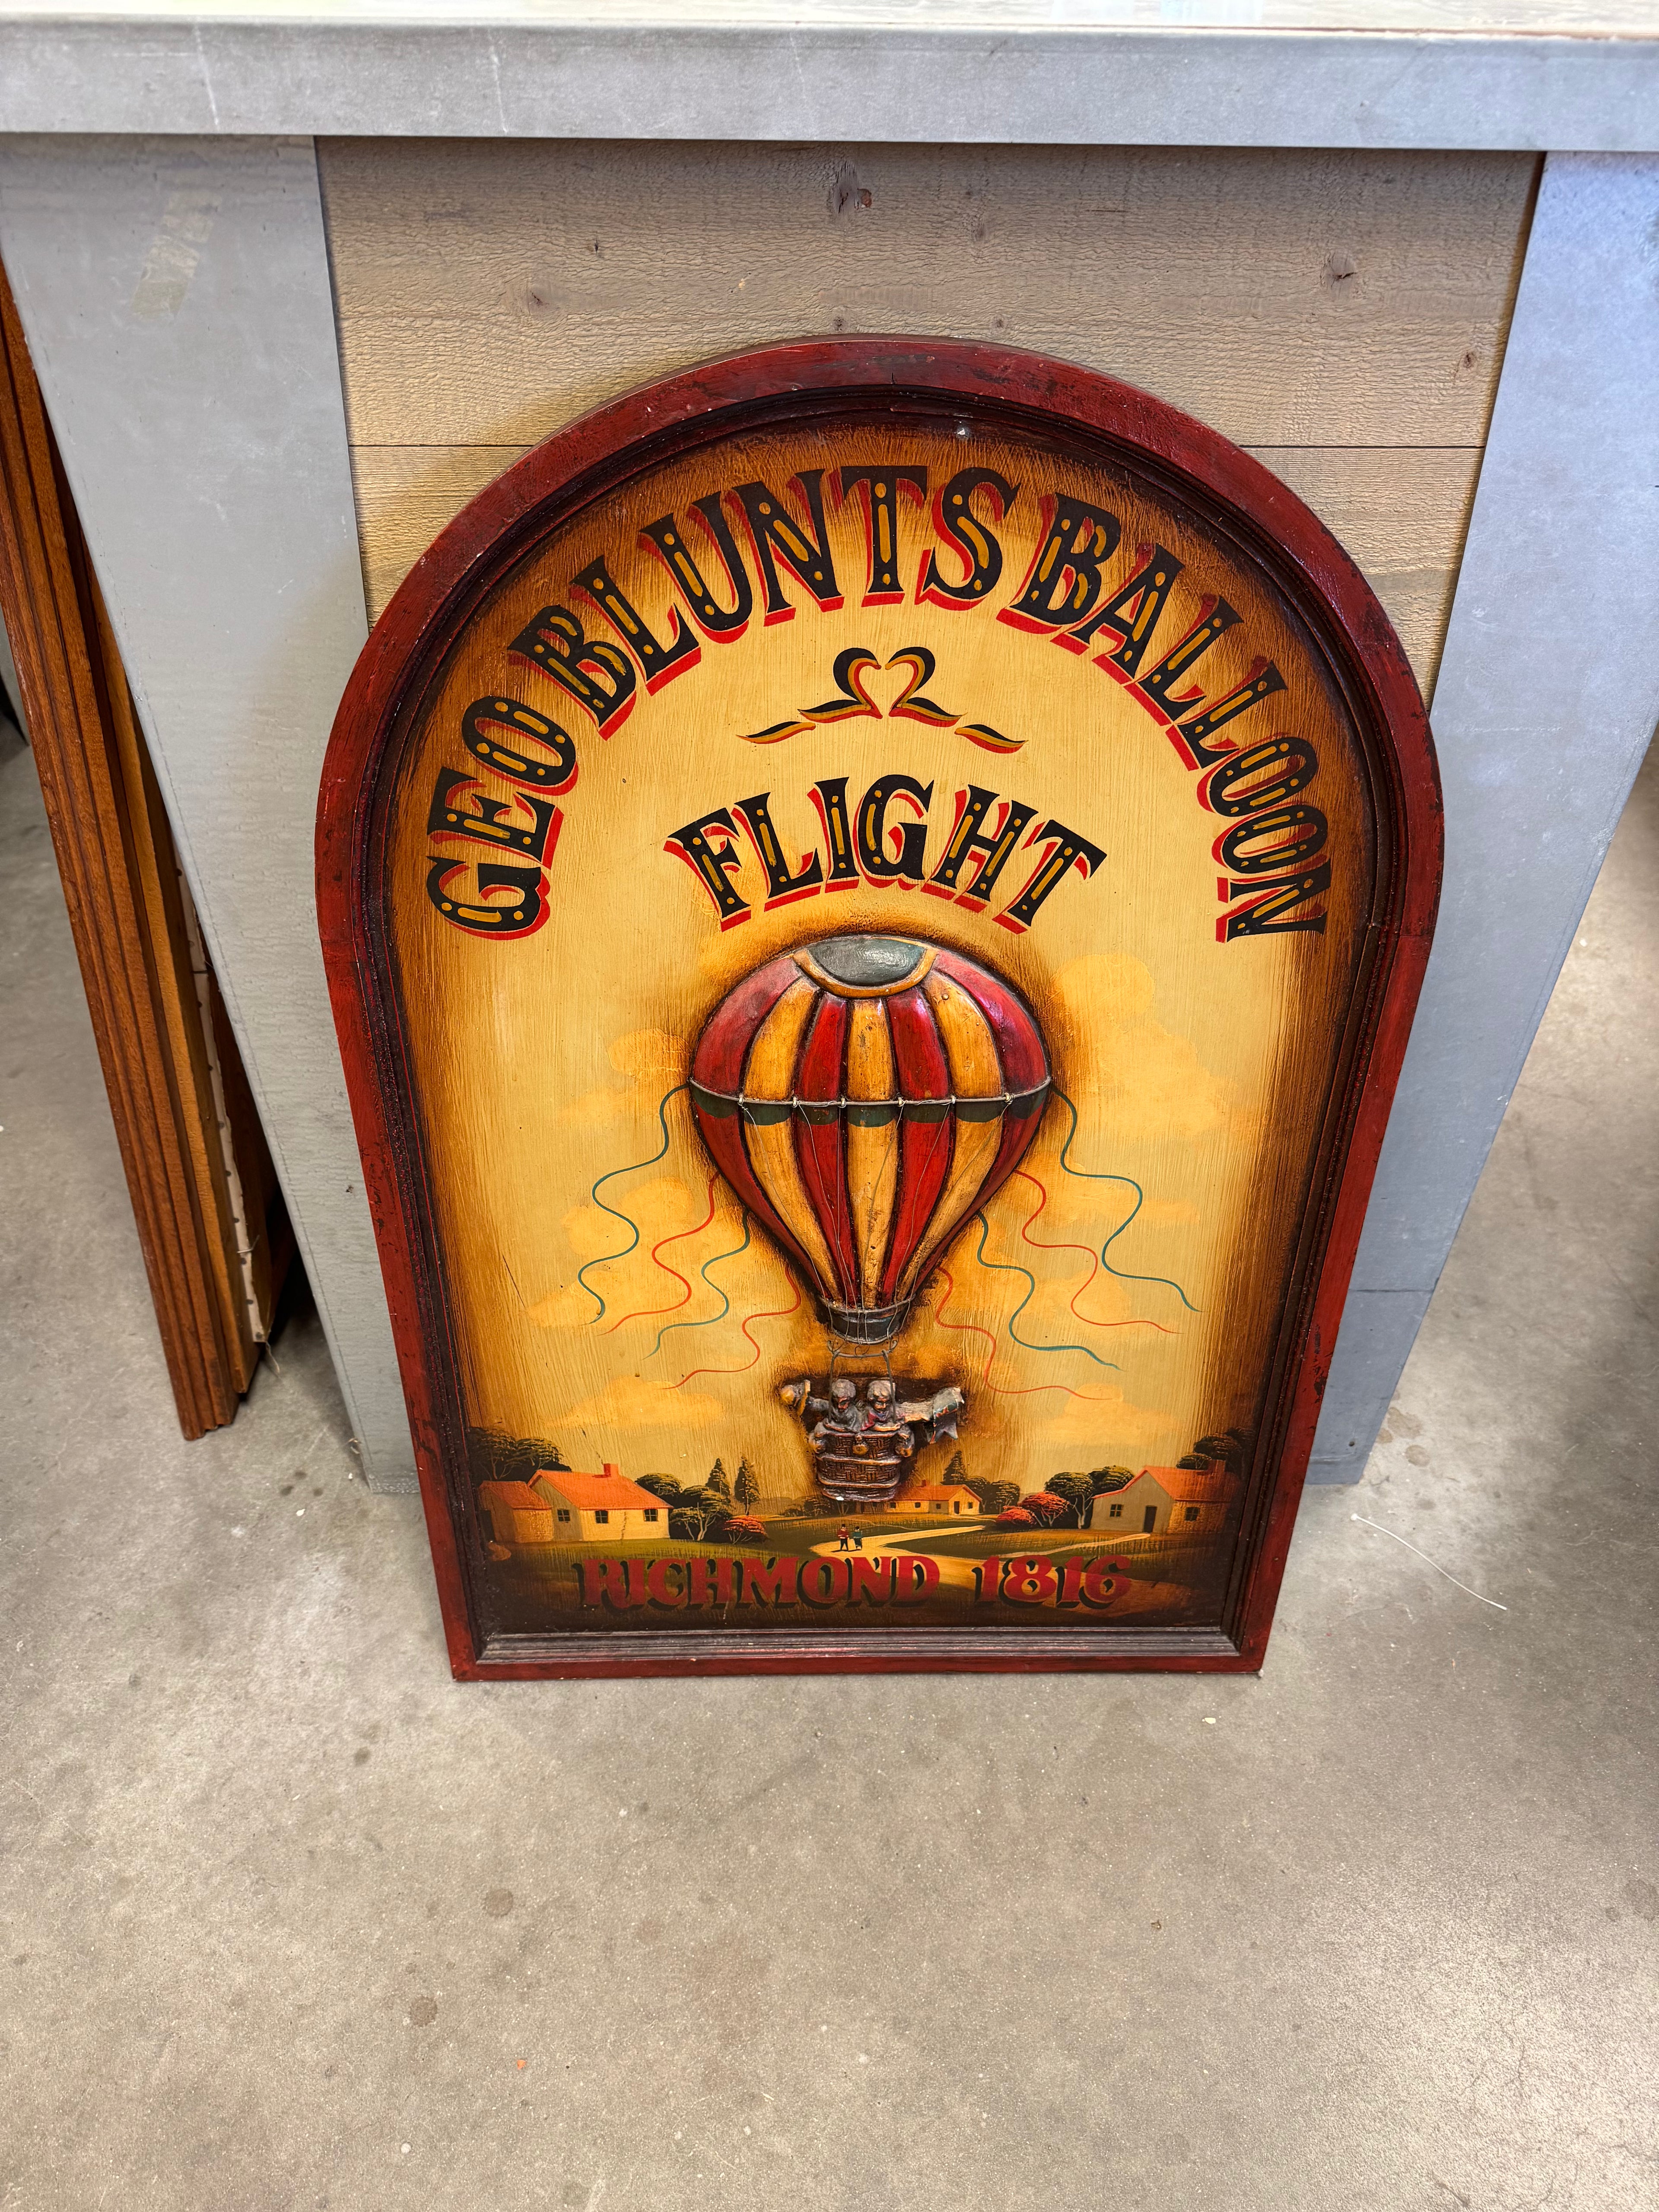 GEO BLUNTS BALLOON
FLIGHT
RICHMOND 1816